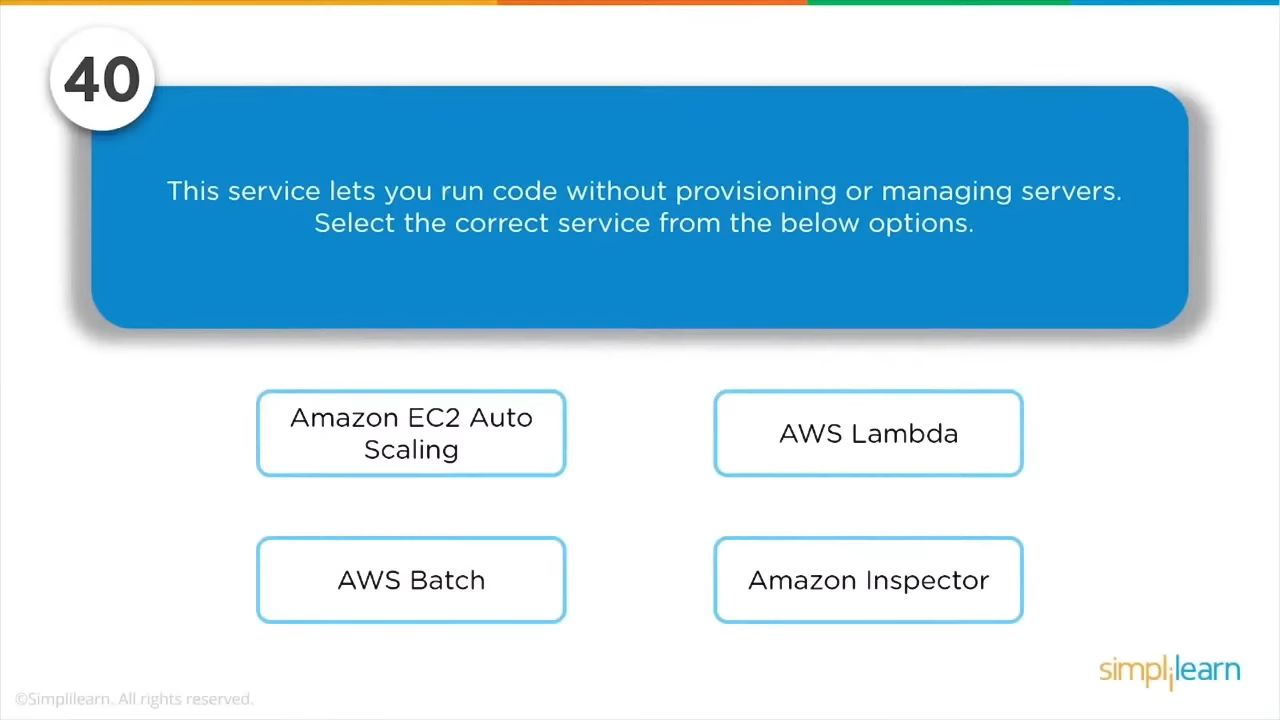 40
This service lets you run code without provisioning or managing servers.
Select the correct service from the below options.
Amazon EC2 Auto
Scaling
AWS Lambda
AWS Batch
Amazon Inspector
simplilearn
©Simplilearn. All rights reserved.